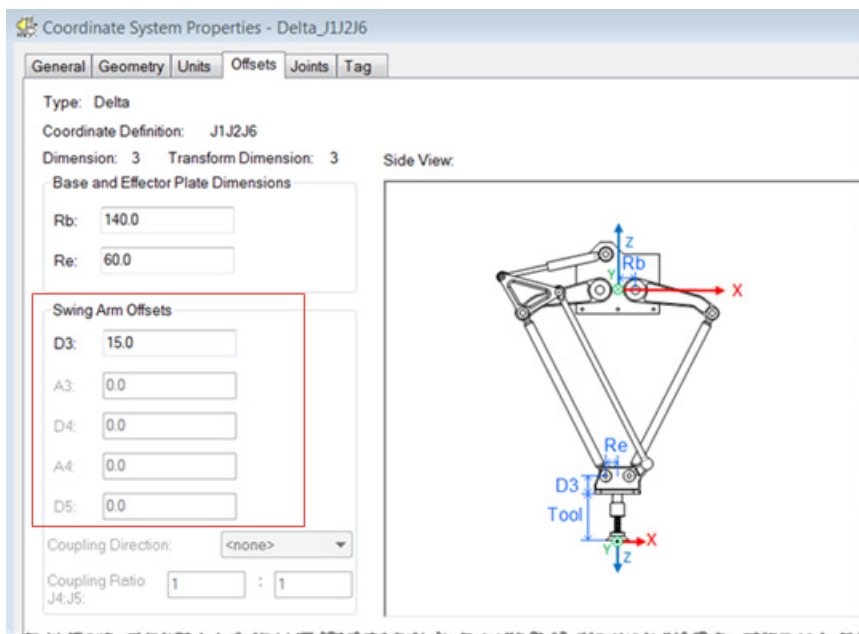 Coordinate System Properties - Delta_J1J2J6
General Geometry Units Offsets Joints Tag
Type: Delta
Coordinate Definition: J1J2J6
Dimension: 3 Transform Dimension: 3
Side View:
Base and Effector Plate Dimensions
Rb: 140.0
Re: 60.0
Swing Arm Offsets
D3: 15.0
A3: 0.0
D4: 0.0
A4: 0.0
D5: 0.0
Coupling Direction: <none>
Coupling Ratio
J4:J5: 1 : 1
Z
Rb
Y
X
Re
D3
Tool
X
Y
Z